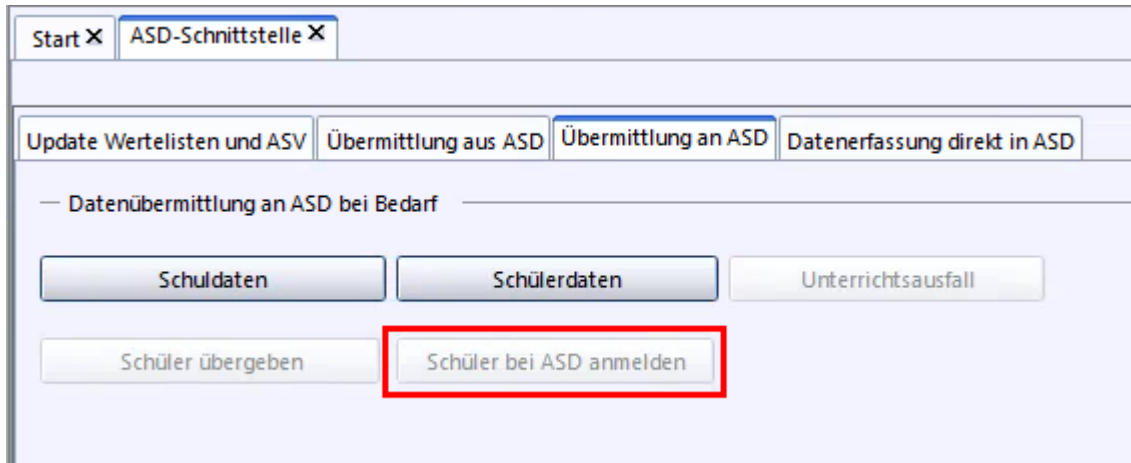 Start ASD-Schnittstelle
Update Wertelisten und ASV Übermittlung aus ASD Übermittlung an ASD Datenerfassung direkt in ASD
Datenübermittlung an ASD bei Bedarf
Schuldaten Schülerdaten Unterrichtsausfall
Schüler übergeben Schüler bei ASD anmelden